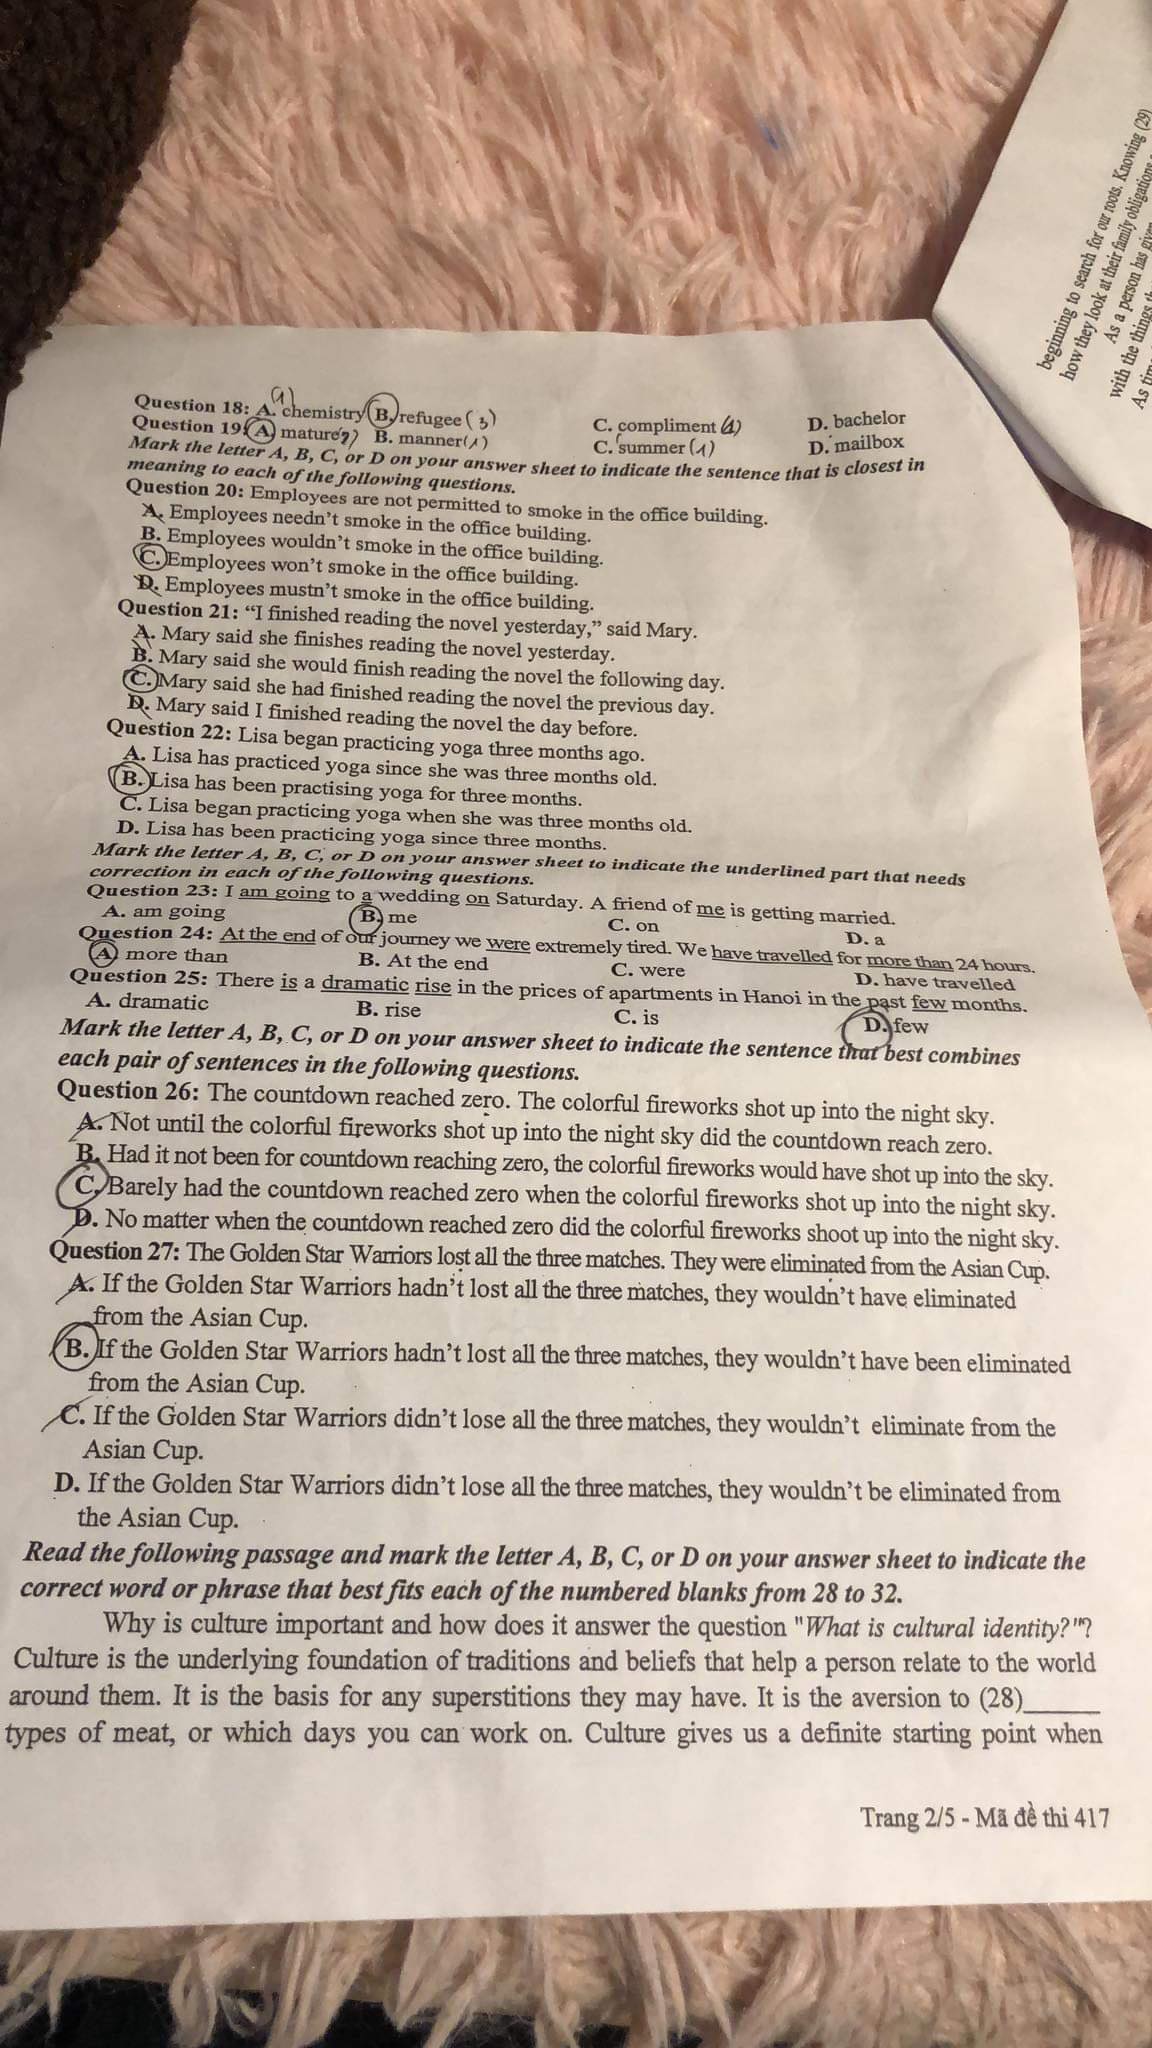 Question 18: A. chemistry B. refugee (3) C. compliment (1) D. bachelor
(1)
Question 19: A. mature(2) B. manner(1) C. summer (1) D. mailbox
Mark the letter A, B, C, or D on your answer sheet to indicate the sentence that is closest in
meaning to each of the following questions.
Question 20: Employees are not permitted to smoke in the office building.
A. Employees needn't smoke in the office building.
B. Employees wouldn't smoke in the office building.
C. Employees won't smoke in the office building.
D. Employees mustn't smoke in the office building.
Question 21: “I finished reading the novel yesterday,” said Mary.
A. Mary said she finishes reading the novel yesterday.
B. Mary said she would finish reading the novel the following day.
C. Mary said she had finished reading the novel the previous day.
D. Mary said I finished reading the novel the day before.
Question 22: Lisa began practicing yoga three months ago.
A. Lisa has practiced yoga since she was three months old.
B. Lisa has been practising yoga for three months.
C. Lisa began practicing yoga when she was three months old.
D. Lisa has been practicing yoga since three months.
Mark the letter A, B, C, or D on your answer sheet to indicate the underlined part that needs
correction in each of the following questions.
Question 23: I am going to a wedding on Saturday. A friend of me is getting married.
A. am going B. me C. on D. a
Question 24: At the end of our journey we were extremely tired. We have travelled for more than 24 hours.
A. more than B. At the end C. were D. have travelled
Question 25: There is a dramatic rise in the prices of apartments in Hanoi in the past few months.
A. dramatic B. rise C. is D. few
Mark the letter A, B, C, or D on your answer sheet to indicate the sentence that best combines
each pair of sentences in the following questions.
Question 26: The countdown reached zero. The colorful fireworks shot up into the night sky.
A. Not until the colorful fireworks shot up into the night sky did the countdown reach zero.
B. Had it not been for countdown reaching zero, the colorful fireworks would have shot up into the sky.
C. Barely had the countdown reached zero when the colorful fireworks shot up into the night sky.
D. No matter when the countdown reached zero did the colorful fireworks shoot up into the night sky.
Question 27: The Golden Star Warriors lost all the three matches. They were eliminated from the Asian Cup.
A. If the Golden Star Warriors hadn't lost all the three matches, they wouldn't have eliminated
from the Asian Cup.
B. If the Golden Star Warriors hadn't lost all the three matches, they wouldn't have been eliminated
from the Asian Cup.
C. If the Golden Star Warriors didn't lose all the three matches, they wouldn't eliminate from the
Asian Cup.
D. If the Golden Star Warriors didn't lose all the three matches, they wouldn't be eliminated from
the Asian Cup.
Read the following passage and mark the letter A, B, C, or D on your answer sheet to indicate the
correct word or phrase that best fits each of the numbered blanks from 28 to 32.
Why is culture important and how does it answer the question "What is cultural identity?"?
Culture is the underlying foundation of traditions and beliefs that help a person relate to the world
around them. It is the basis for any superstitions they may have. It is the aversion to (28)______
types of meat, or which days you can work on. Culture gives us a definite starting point when
Trang 2/5 - Mã đề thi 417
beginning to search for our roots. Knowing (29)
how they look at their family obligations
As a person has given
with the things
As